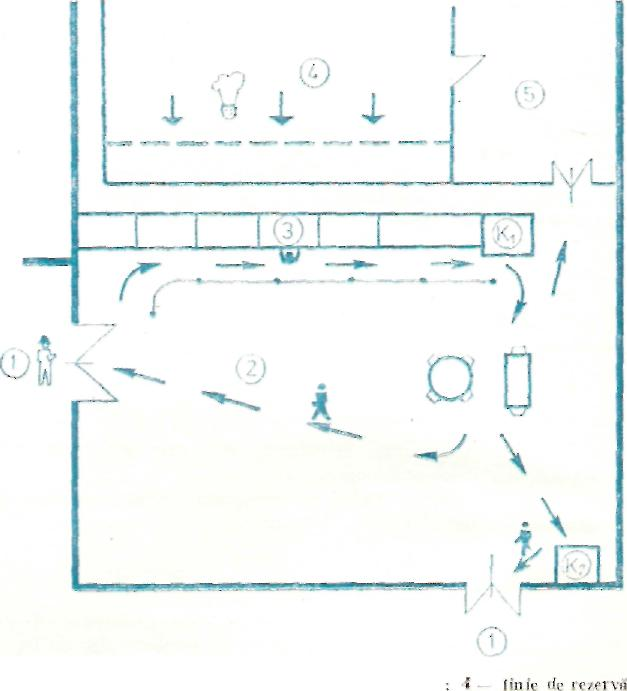 4
5
3
K₁
1
2
K₂
1
: 4 — linie de rezervă